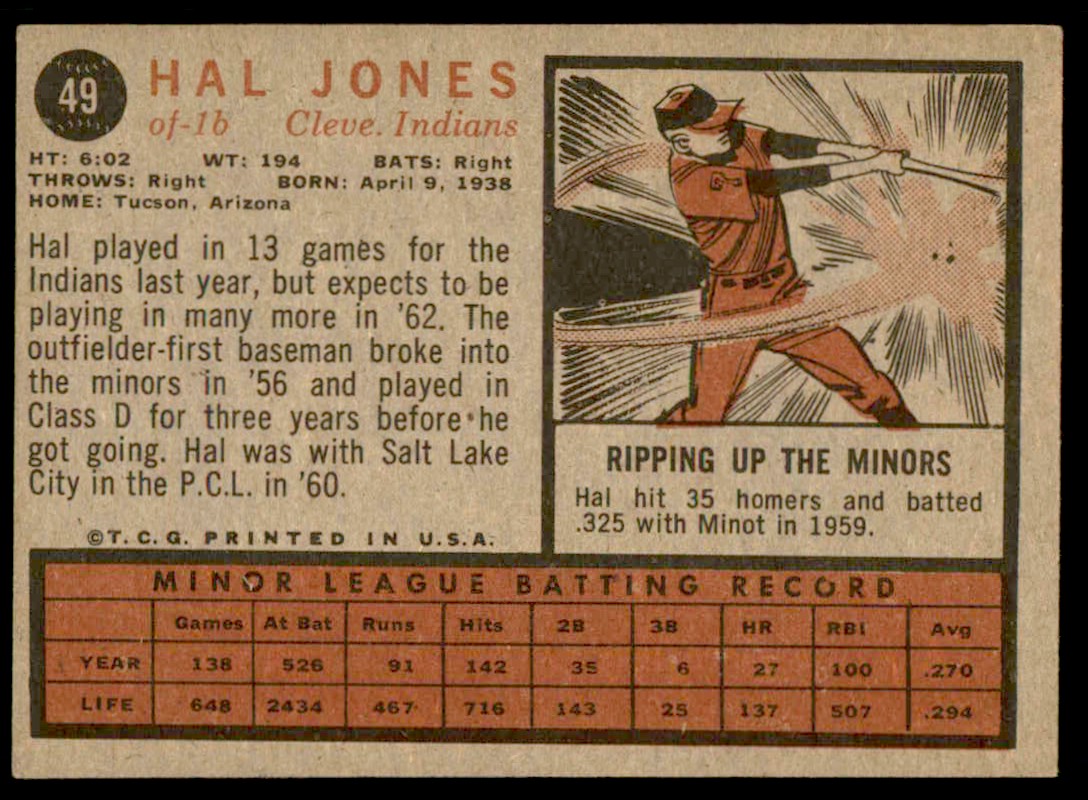 49
HAL JONES
of-1b Cleve. Indians
HT: 6:02 WT: 194 BATS: Right
THROWS: Right BORN: April 9, 1938
HOME: Tucson, Arizona
Hal played in 13 games for the
Indians last year, but expects to be
playing in many more in '62. The
outfielder-first baseman broke into
the minors in '56 and played in
Class D for three years before he
got going. Hal was with Salt Lake
City in the P.C.L. in '60.
©T.C.G. PRINTED IN U.S.A.
RIPPING UP THE MINORS
Hal hit 35 homers and batted
.325 with Minot in 1959.
MINOR LEAGUE BATTING RECORD
Games At Bat Runs Hits 2B 3B HR RBI Avg
YEAR 138 526 91 142 35 6 27 100 .270
LIFE 648 2434 467 716 143 25 137 507 .294